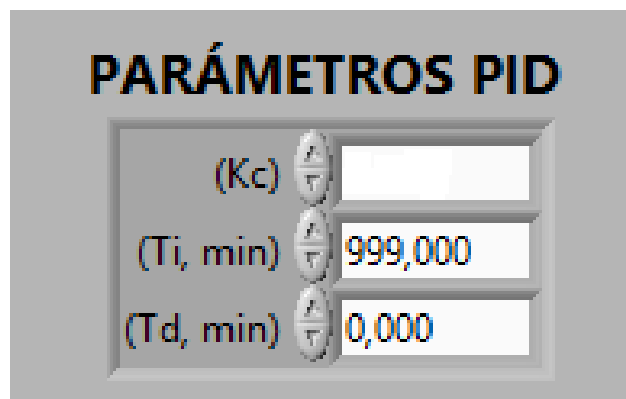 PARÁMETROS PID
(Kc)
(Ti, min) 999,000
(Td, min) 0,000